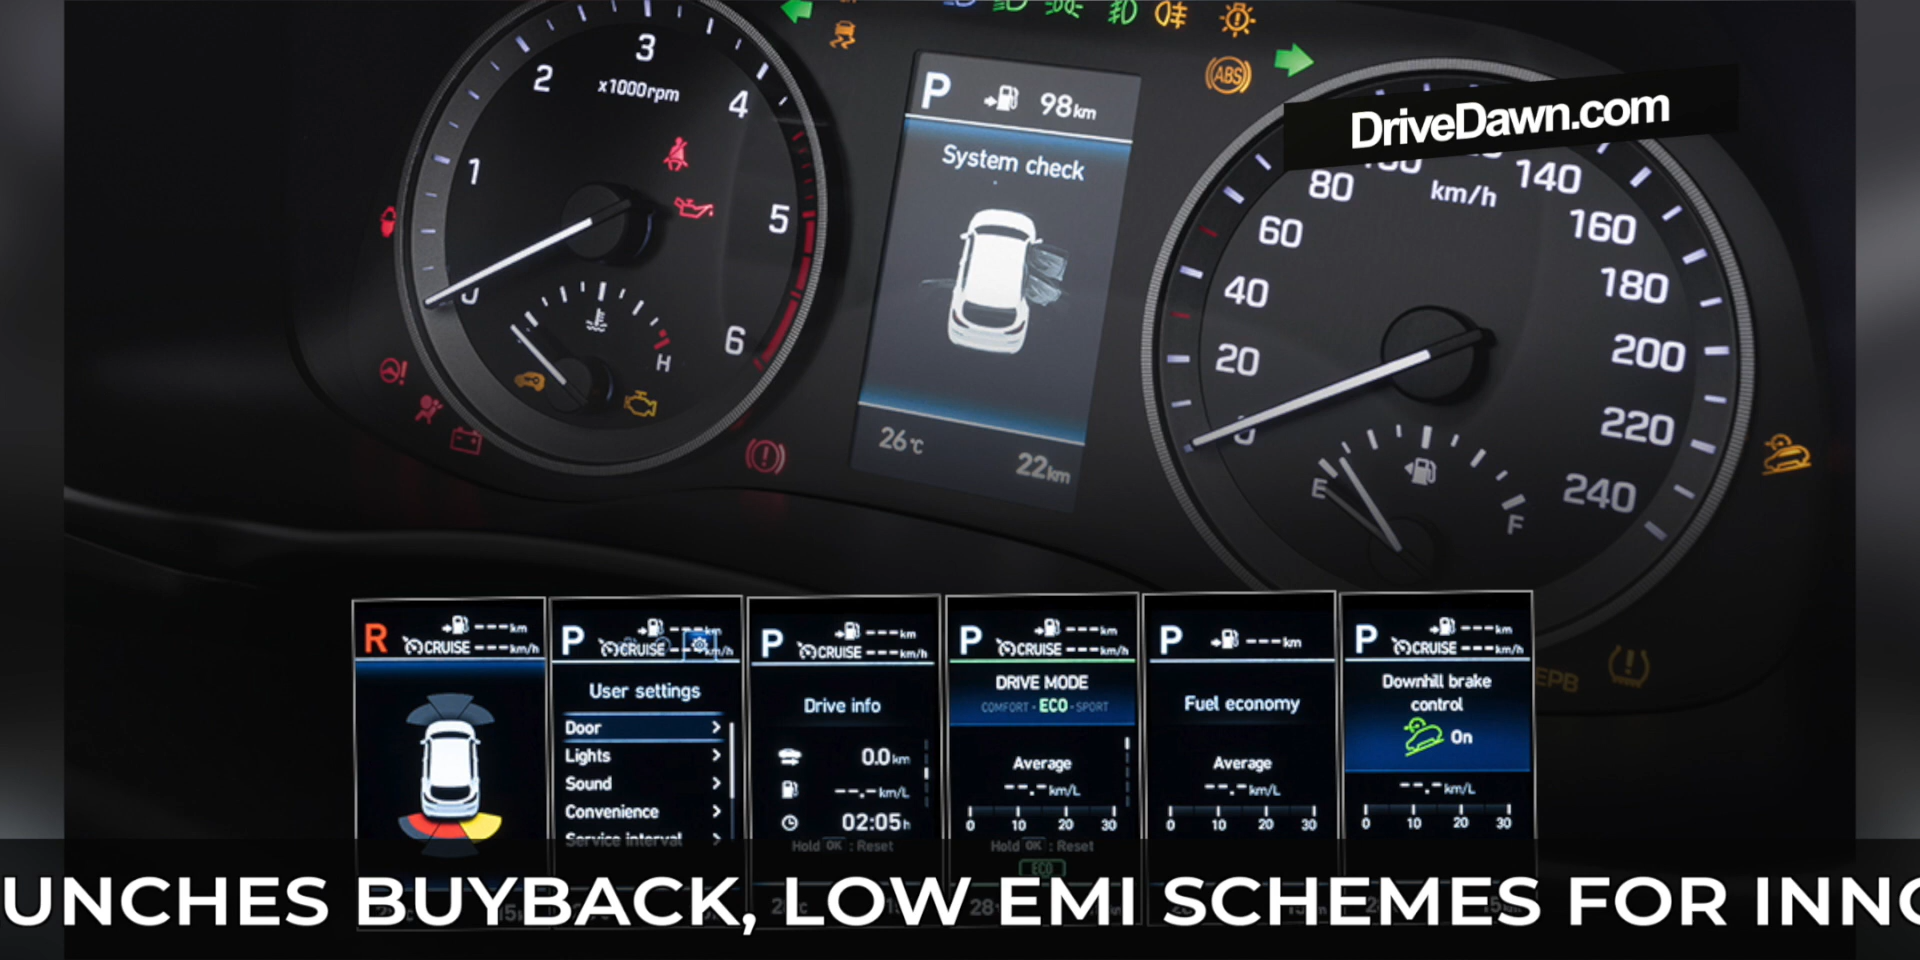 3
2
4
x1000rpm
1
5
0
6
H
P 98km
System check
26°C
22km
ABS
DriveDawn.com
80
140
km/h
60
160
40
180
20
200
0
220
240
E
F
EPB
R ---km
CRUISE ---km/h
P ---km
CRUISE ---km/h
User settings
Door
Lights
Sound
Convenience
Service interval
P ---km
CRUISE ---km/h
Drive info
0.0km
--.-km/L
02:05h
Hold OK : Reset
P ---km
CRUISE ---km/h
DRIVE MODE
COMFORT · ECO · SPORT
Average
--.-km/L
0 10 20 30
Hold OK : Reset
ECO
P ---km
Fuel economy
Average
--.-km/L
0 10 20 30
P ---km
CRUISE ---km/h
Downhill brake
control
On
--.-km/L
0 10 20 30
UNCHES BUYBACK, LOW EMI SCHEMES FOR INNO